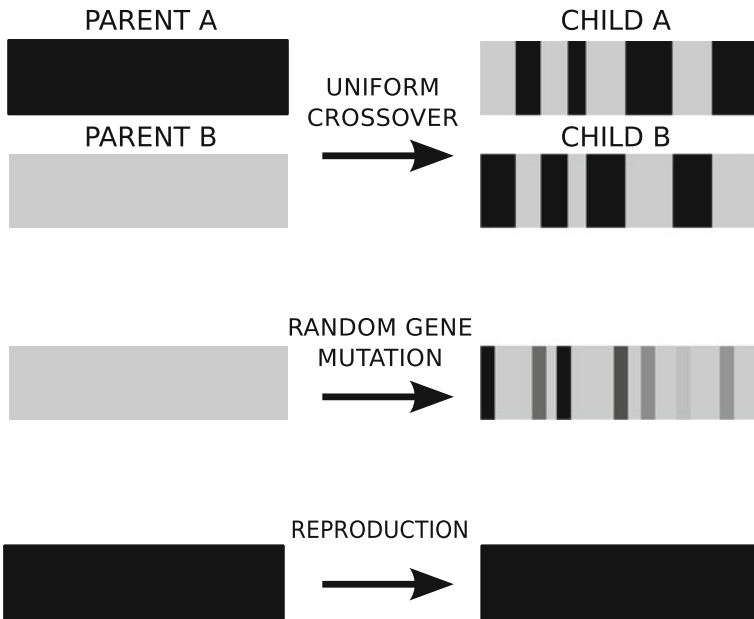 PARENT A
CHILD A
UNIFORM
CROSSOVER
PARENT B
CHILD B
RANDOM GENE
MUTATION
REPRODUCTION